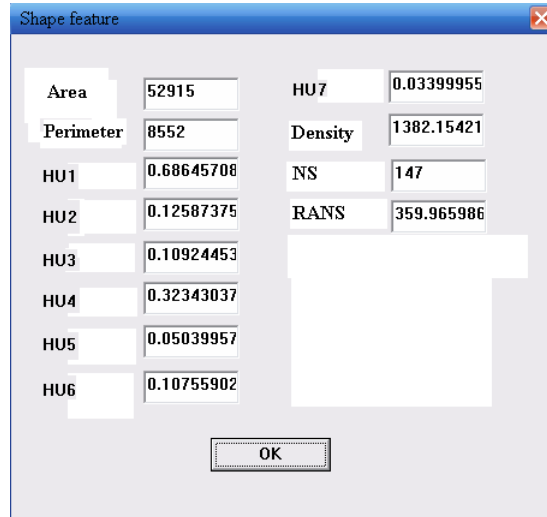 Shape feature
Area 52915
Perimeter 8552
HU1 0.68645708
HU2 0.12587375
HU3 0.10924453
HU4 0.32343037
HU5 0.05039957
HU6 0.10755902
HU7 0.03399955
Density 1382.15421
NS 147
RANS 359.965986
OK